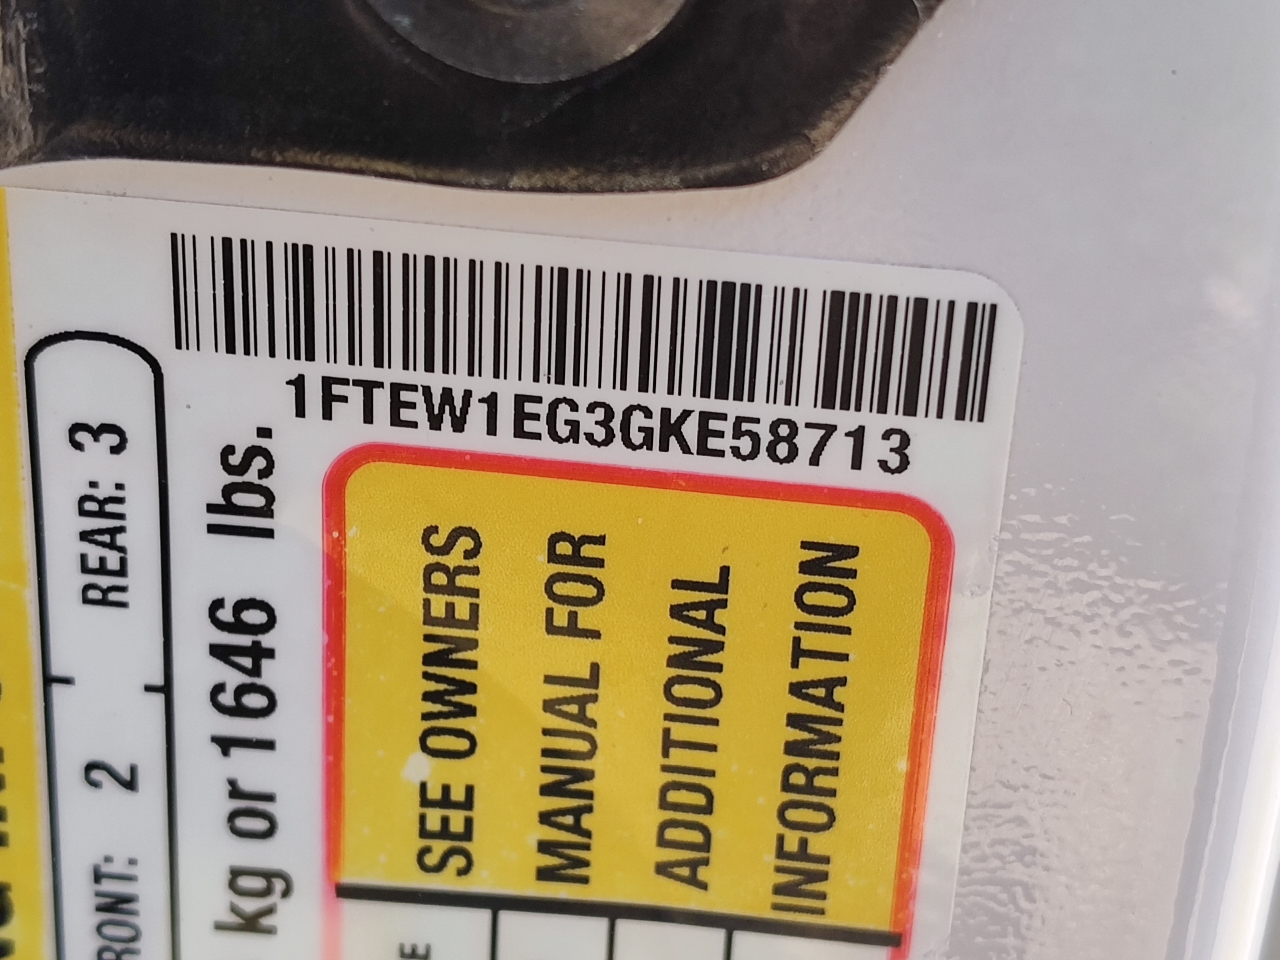 1FTEW1EG3GKE58713
REAR: 3
2
kg or 1646 lbs.
SEE OWNERS
MANUAL FOR
ADDITIONAL
INFORMATION
RONT:
E